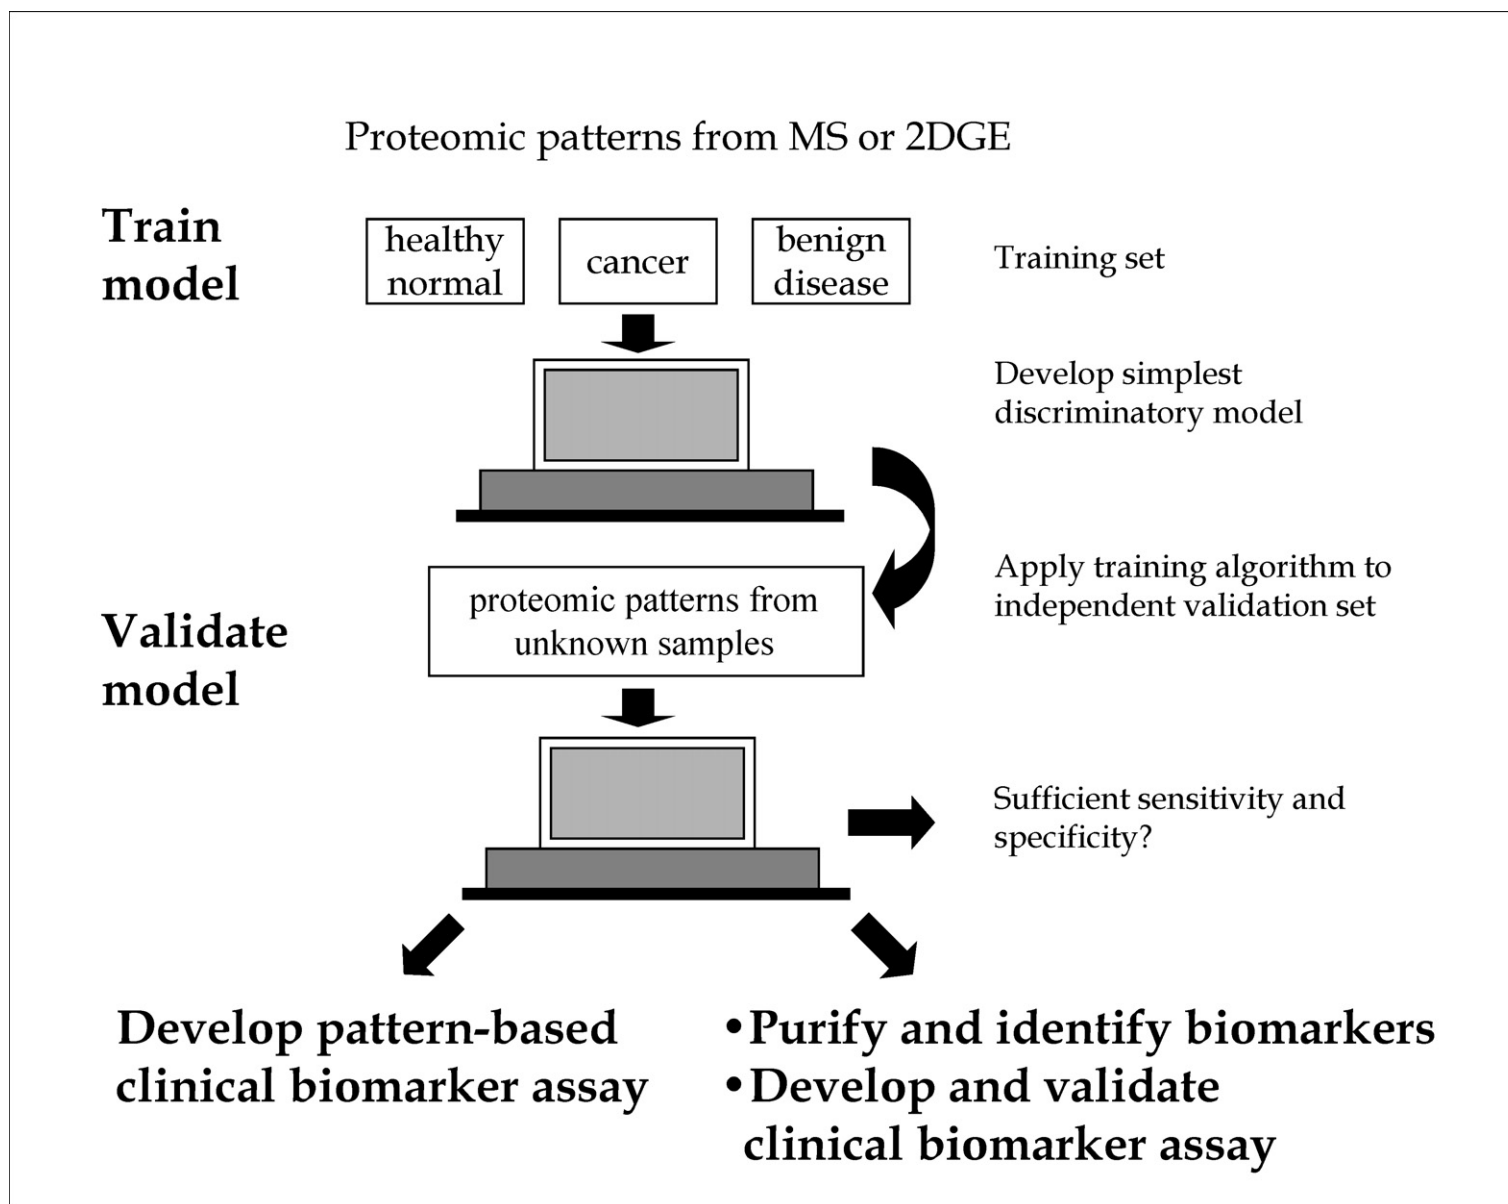 Proteomic patterns from MS or 2DGE
Train
model
healthy
normal
cancer
benign
disease
Training set
Develop simplest
discriminatory model
Apply training algorithm to
independent validation set
proteomic patterns from
unknown samples
Validate
model
Sufficient sensitivity and
specificity?
Develop pattern-based
clinical biomarker assay
•Purify and identify biomarkers
•Develop and validate
clinical biomarker assay